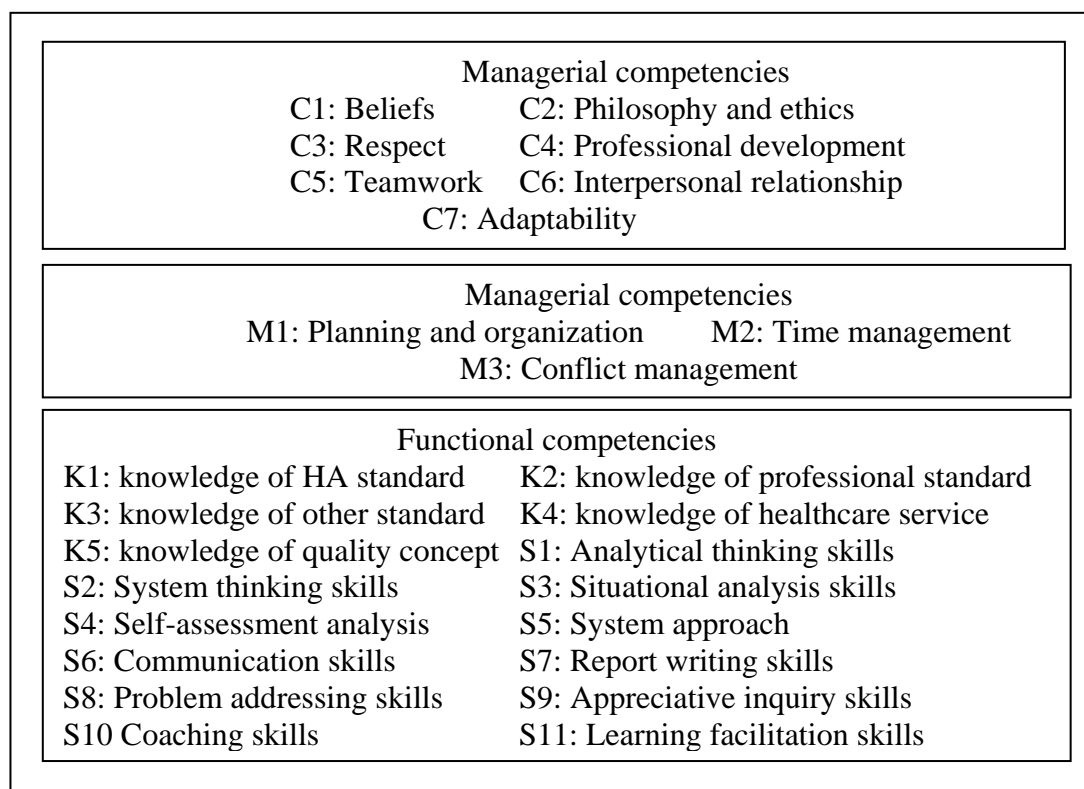 Managerial competencies
C1: Beliefs C2: Philosophy and ethics
C3: Respect C4: Professional development
C5: Teamwork C6: Interpersonal relationship
C7: Adaptability
Managerial competencies
M1: Planning and organization M2: Time management
M3: Conflict management
Functional competencies
K1: knowledge of HA standard K2: knowledge of professional standard
K3: knowledge of other standard K4: knowledge of healthcare service
K5: knowledge of quality concept S1: Analytical thinking skills
S2: System thinking skills S3: Situational analysis skills
S4: Self-assessment analysis S5: System approach
S6: Communication skills S7: Report writing skills
S8: Problem addressing skills S9: Appreciative inquiry skills
S10 Coaching skills S11: Learning facilitation skills